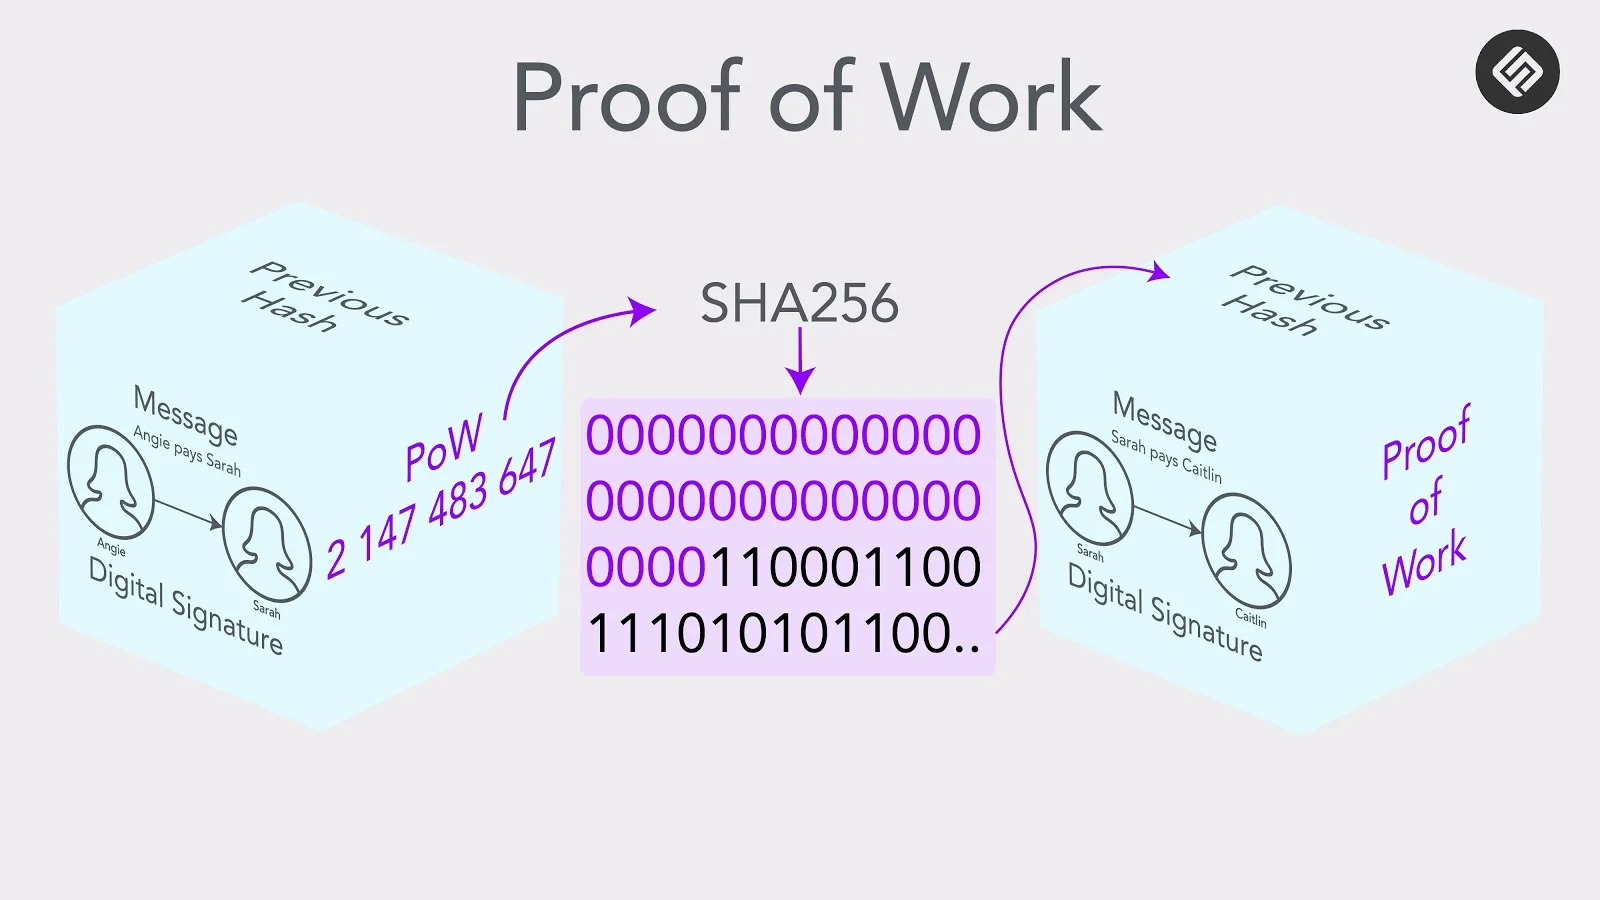 Proof of Work
Previous
Hash
Message
Angie pays Sarah
Angie
Sarah
Digital Signature
PoW
2 147 483 647
SHA256
0000000000000
0000000000000
0000110001100
111010101100..
Previous
Hash
Message
Sarah pays Caitlin
Sarah
Caitlin
Digital Signature
Proof
of
Work